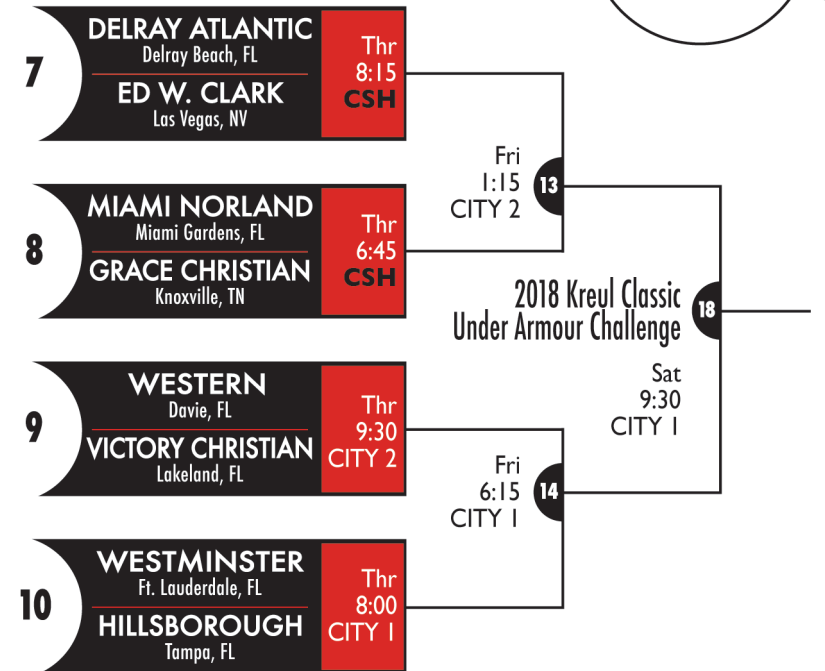 7
DELRAY ATLANTIC
Delray Beach, FL
ED W. CLARK
Las Vegas, NV
Thr
8:15
CSH
8
MIAMI NORLAND
Miami Gardens, FL
GRACE CHRISTIAN
Knoxville, TN
Thr
6:45
CSH
Fri
1:15
CITY 2
13
2018 Kreul Classic
Under Armour Challenge
18
Sat
9:30
CITY 1
9
WESTERN
Davie, FL
VICTORY CHRISTIAN
Lakeland, FL
Thr
9:30
CITY 2
Fri
6:15
CITY 1
14
10
WESTMINSTER
Ft. Lauderdale, FL
HILLSBOROUGH
Tampa, FL
Thr
8:00
CITY 1